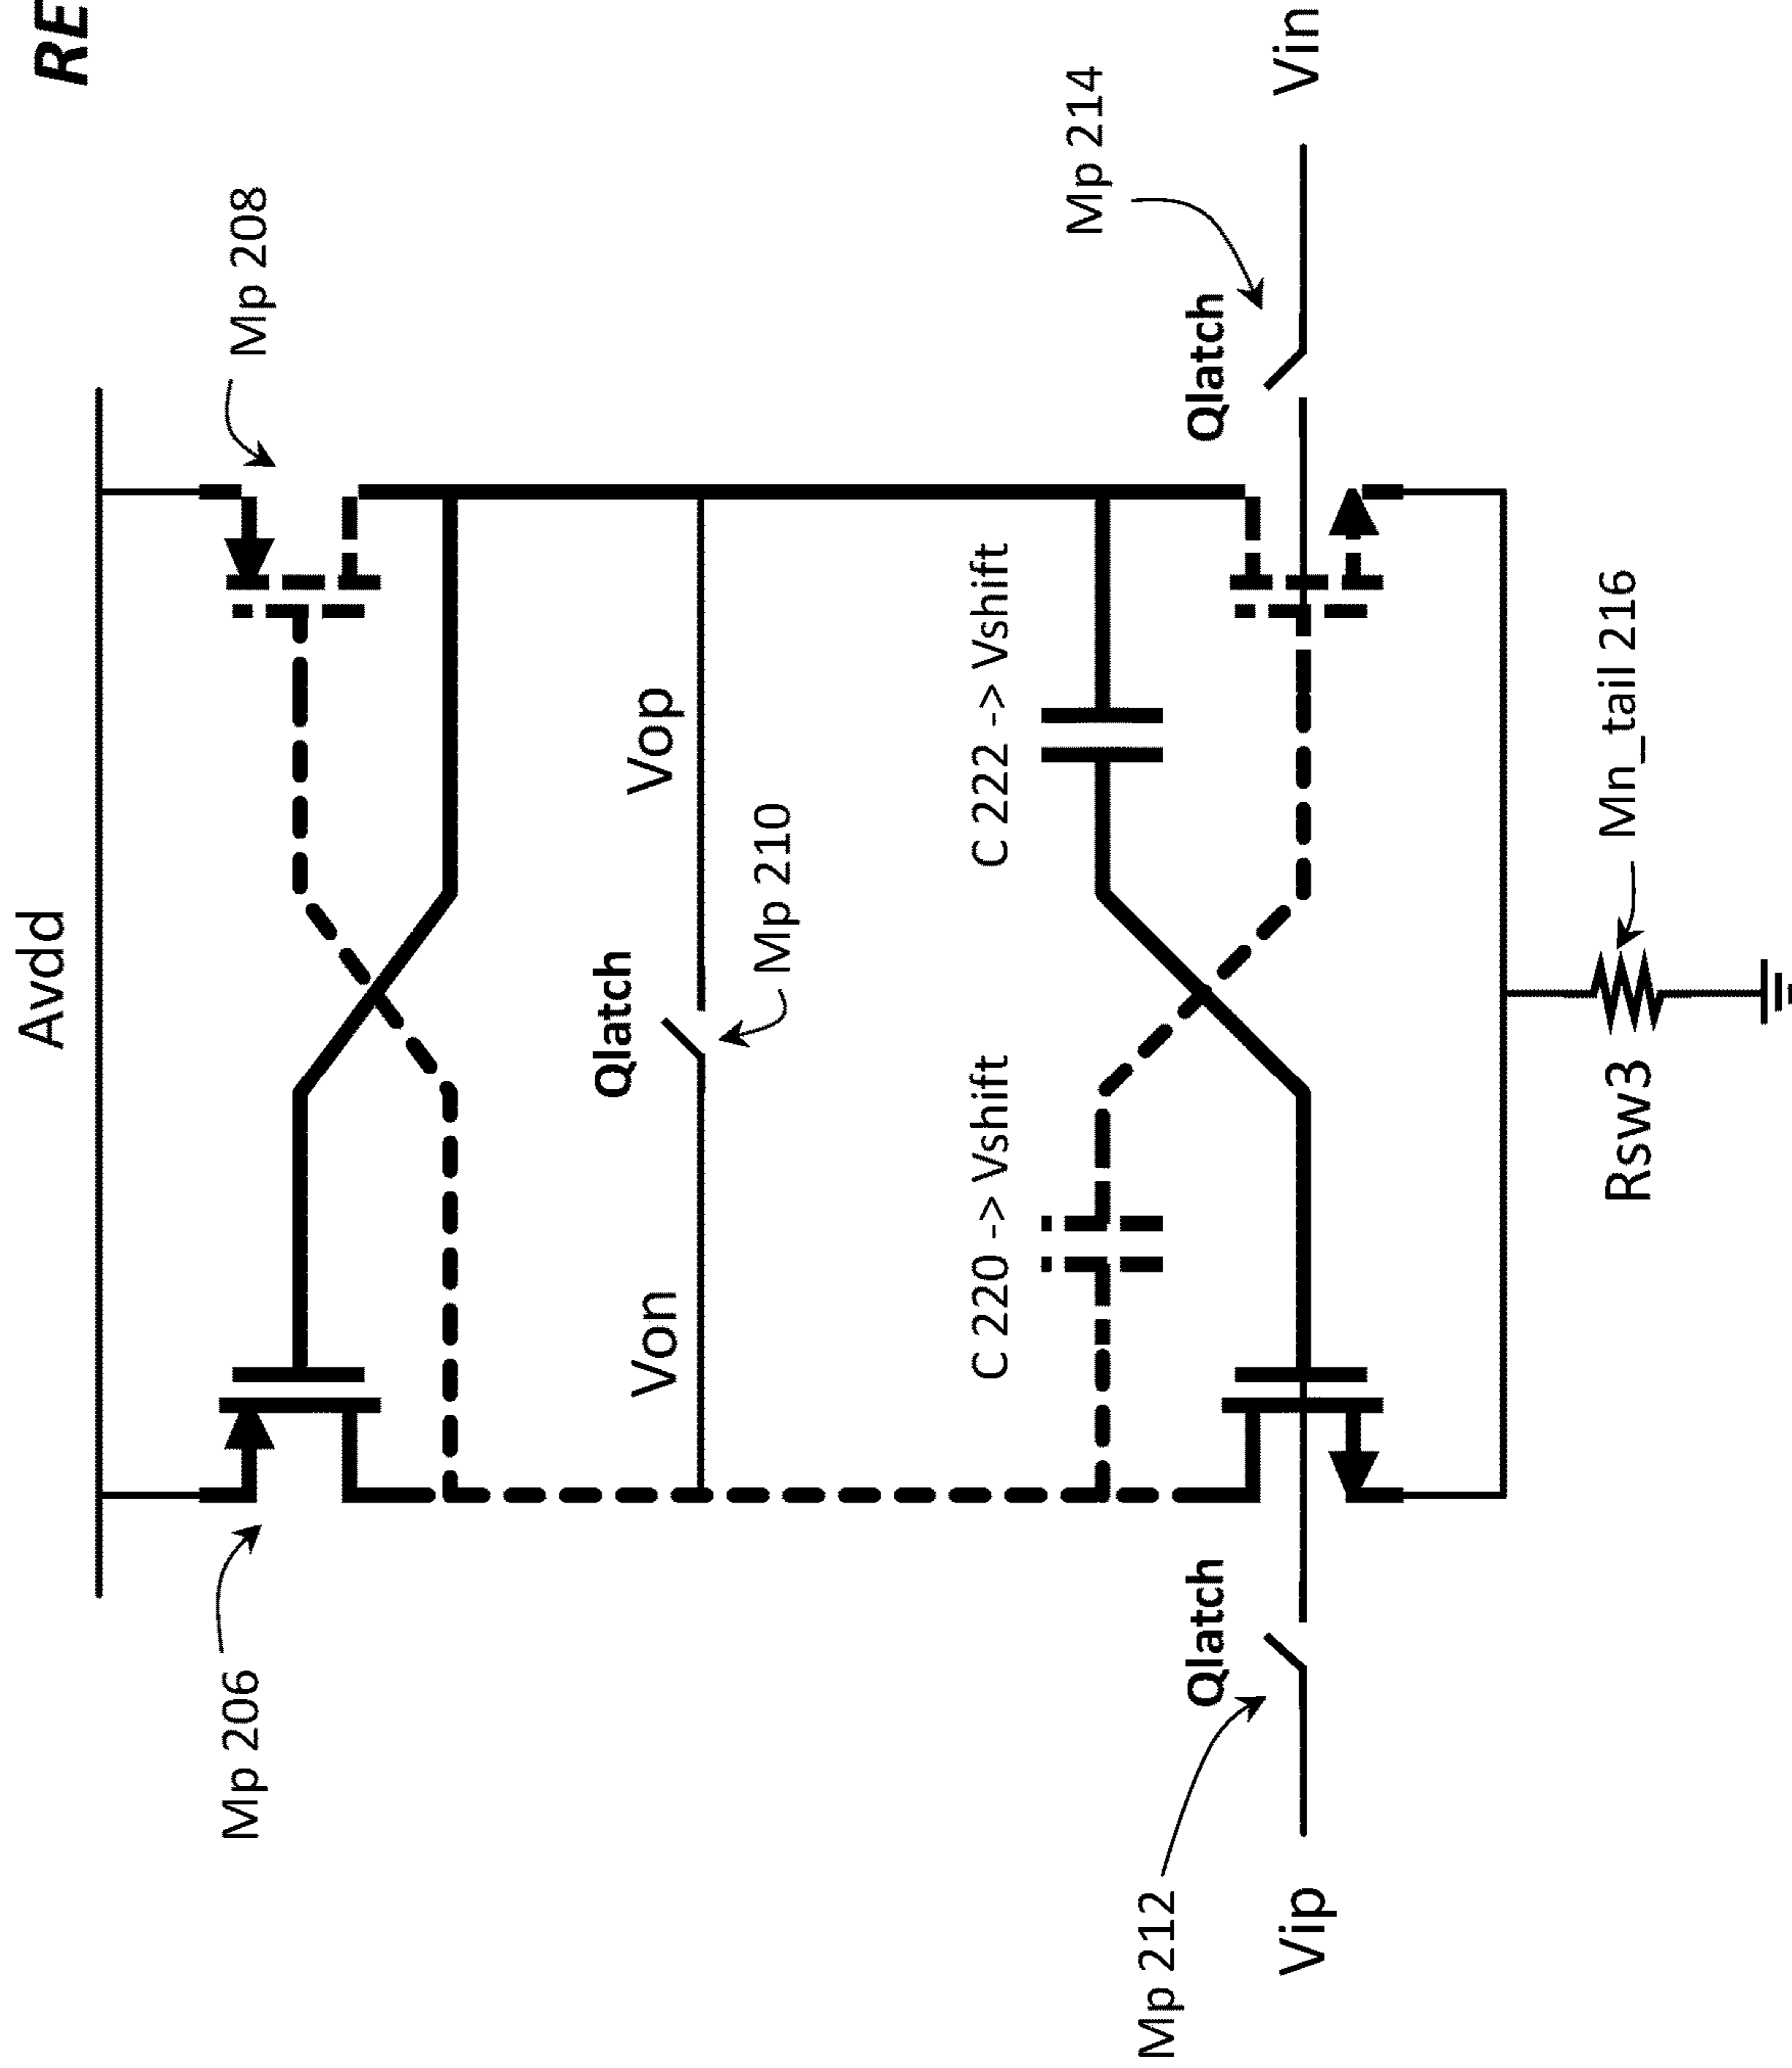 RE
Avdd
Mp 206
Mp 208
Qlatch
Von
Vop
Mp 210
C 220 -> Vshift
C 222 -> Vshift
Mp 214
Mp 212
Qlatch
Qlatch
Vip
Vin
Rsw3
Mn_tail 216